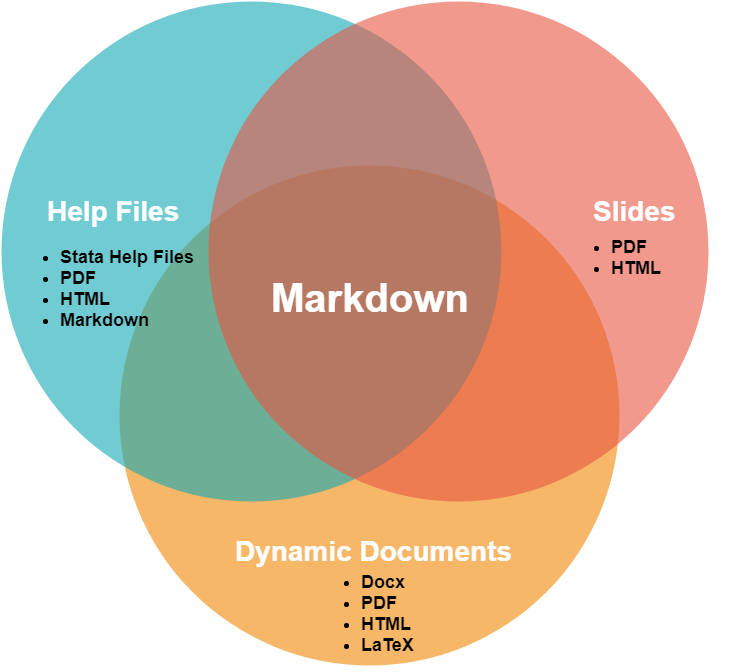 Help Files
• Stata Help Files
• PDF
• HTML
• Markdown
Slides
• PDF
• HTML
Markdown
Dynamic Documents
• Docx
• PDF
• HTML
• LaTeX